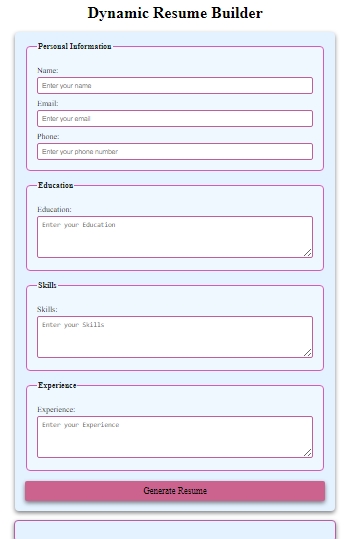 Dynamic Resume Builder
Personal Information
Name:
Enter your name
Email:
Enter your email
Phone:
Enter your phone number
Education
Education:
Enter your Education
Skills
Skills:
Enter your Skills
Experience
Experience:
Enter your Experience
Generate Resume